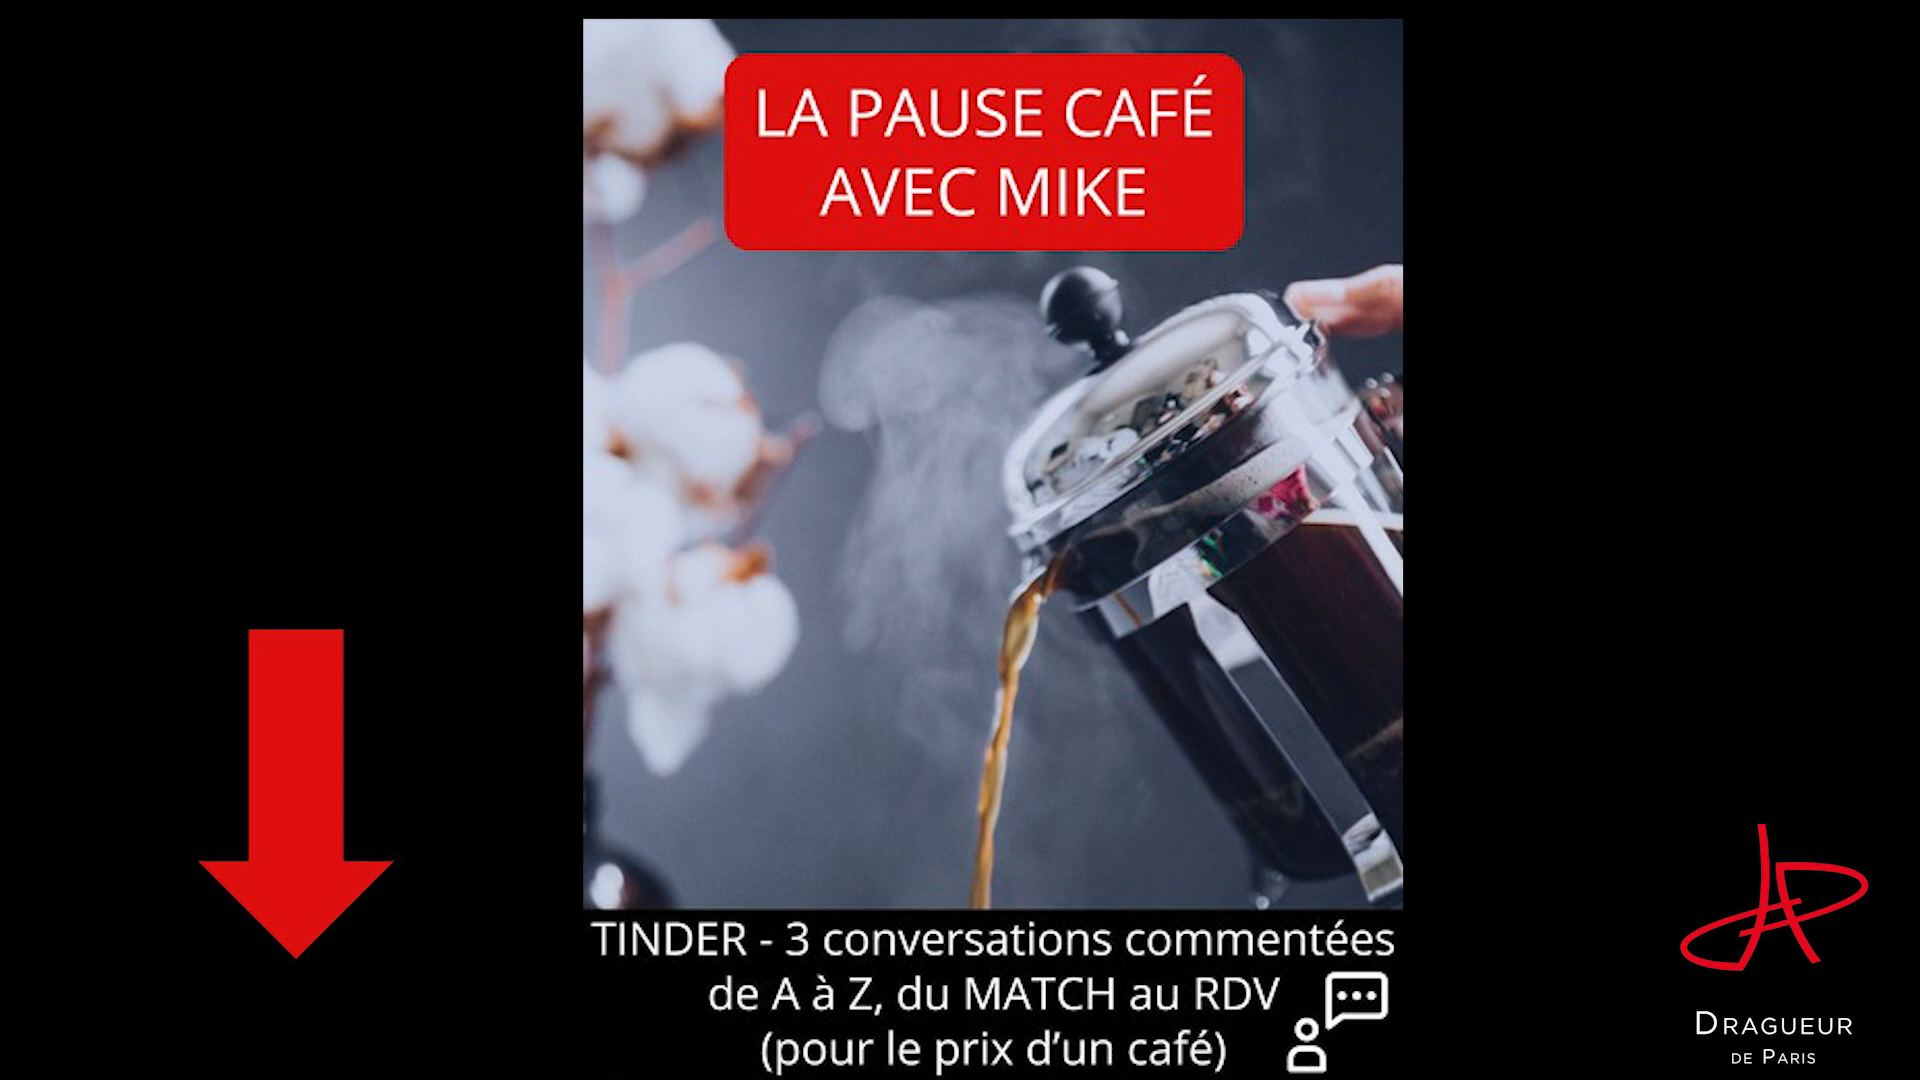 LA PAUSE CAFÉ
AVEC MIKE
TINDER - 3 conversations commentées
de A à Z, du MATCH au RDV
(pour le prix d'un café)
DRAGUEUR
DE PARIS